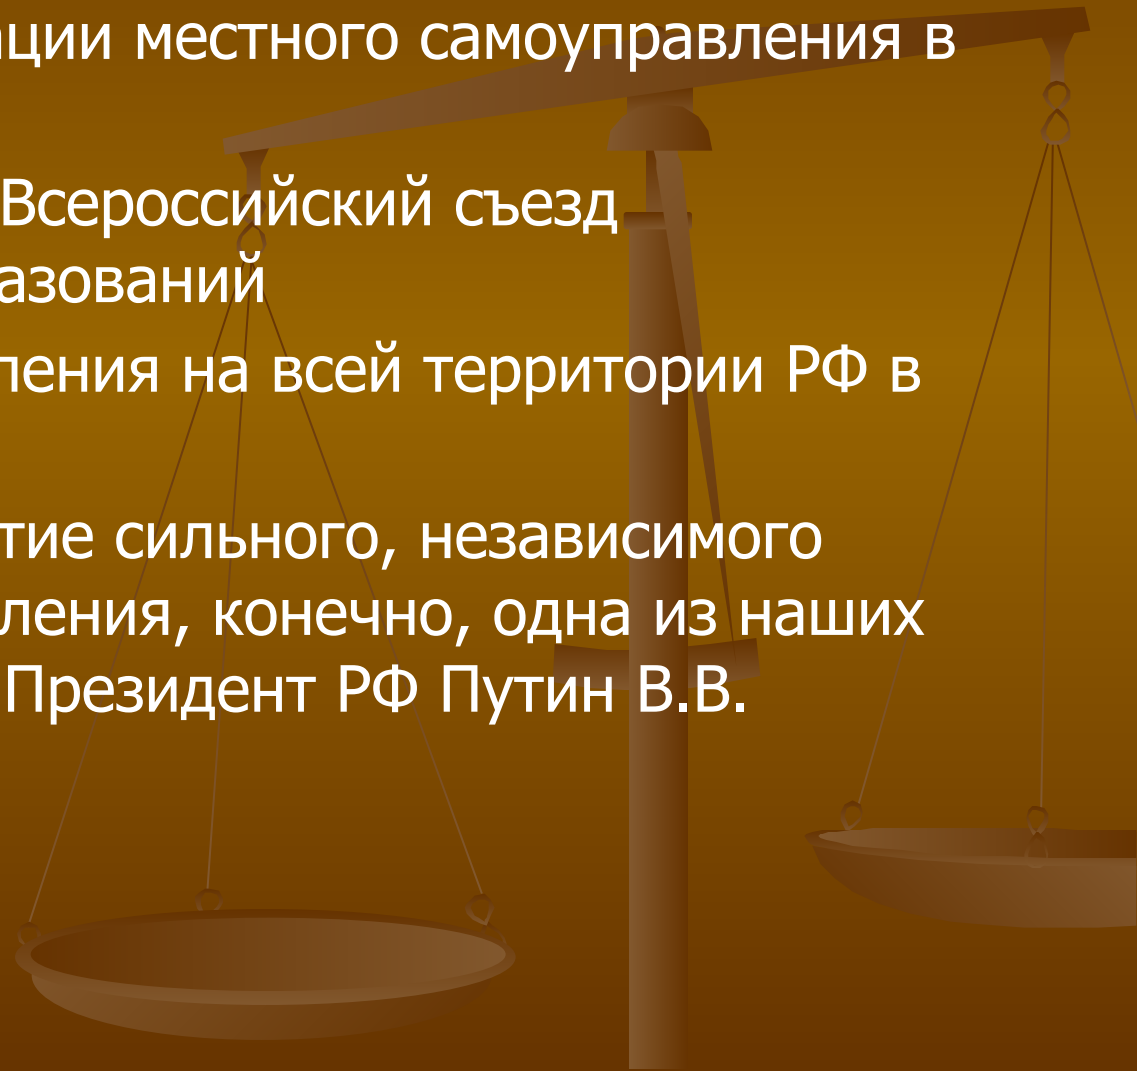 ации местного самоуправления в
Всероссийский съезд
азований
ления на всей территории РФ в
тие сильного, независимого
ления, конечно, одна из наших
Президент РФ Путин В.В.